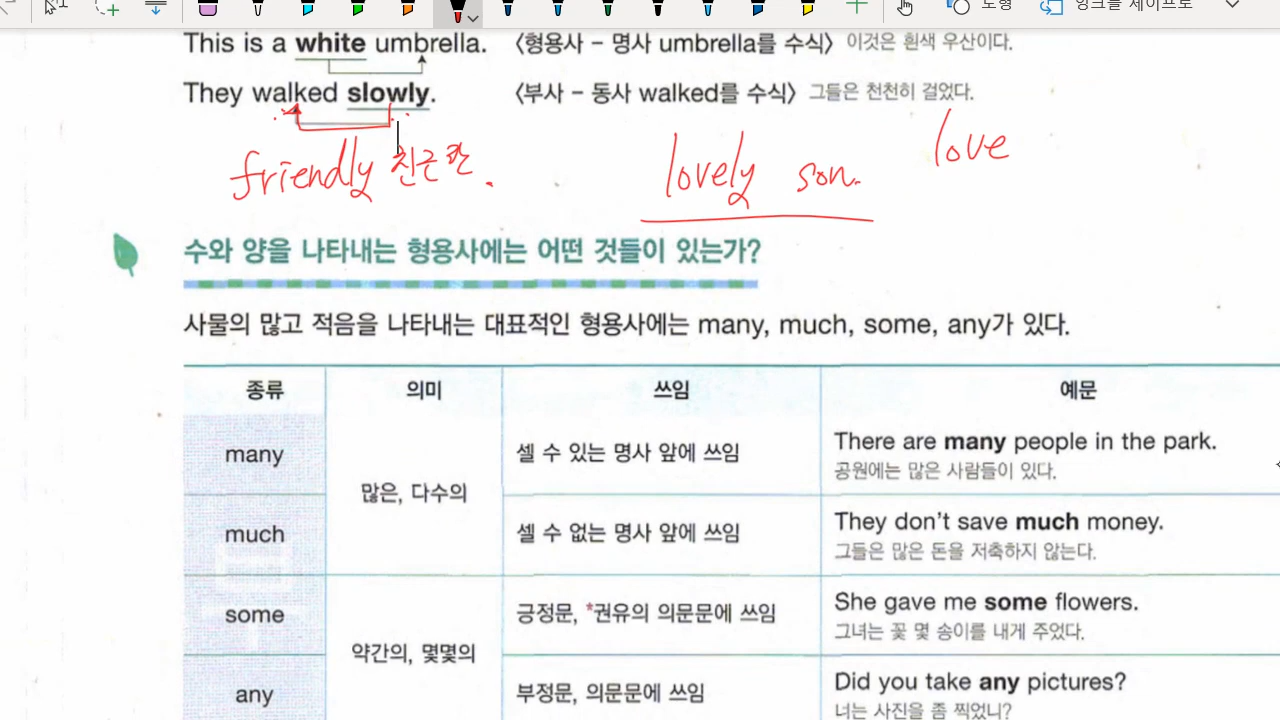 도형
잉크를 셰이프로
This is a white umbrella. 〈형용사 – 명사 umbrella를 수식〉 이것은 흰색 우산이다.
They walked slowly. 〈부사 – 동사 walked를 수식〉 그들은 천천히 걸었다.
friendly 친근한. lovely son. love
수와 양을 나타내는 형용사에는 어떤 것들이 있는가?
사물의 많고 적음을 나타내는 대표적인 형용사에는 many, much, some, any가 있다.
종류 의미 쓰임 예문
many 많은, 다수의 셀 수 있는 명사 앞에 쓰임 There are many people in the park.
공원에는 많은 사람들이 있다.
much 셀 수 없는 명사 앞에 쓰임 They don't save much money.
그들은 많은 돈을 저축하지 않는다.
some 약간의, 몇몇의 긍정문, *권유의 의문문에 쓰임 She gave me some flowers.
그녀는 꽃 몇 송이를 내게 주었다.
any 부정문, 의문문에 쓰임 Did you take any pictures?
너는 사진을 좀 찍었니?